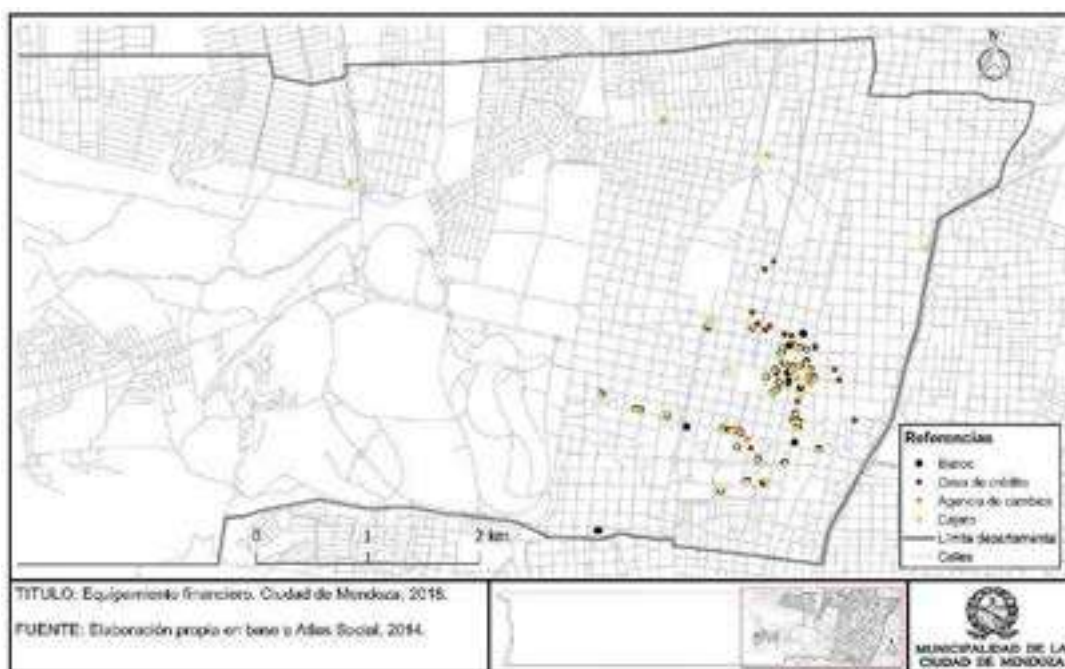 N
Referencias
Banco
Casa de crédito
Agencia de cambios
Cajero
Límite departamental
Calles
0 1 2 km
TITULO: Equipamiento financiero. Ciudad de Mendoza, 2018.
FUENTE: Elaboración propia en base a Atlas Social, 2014.
MUNICIPALIDAD DE LA
CIUDAD DE MENDOZA